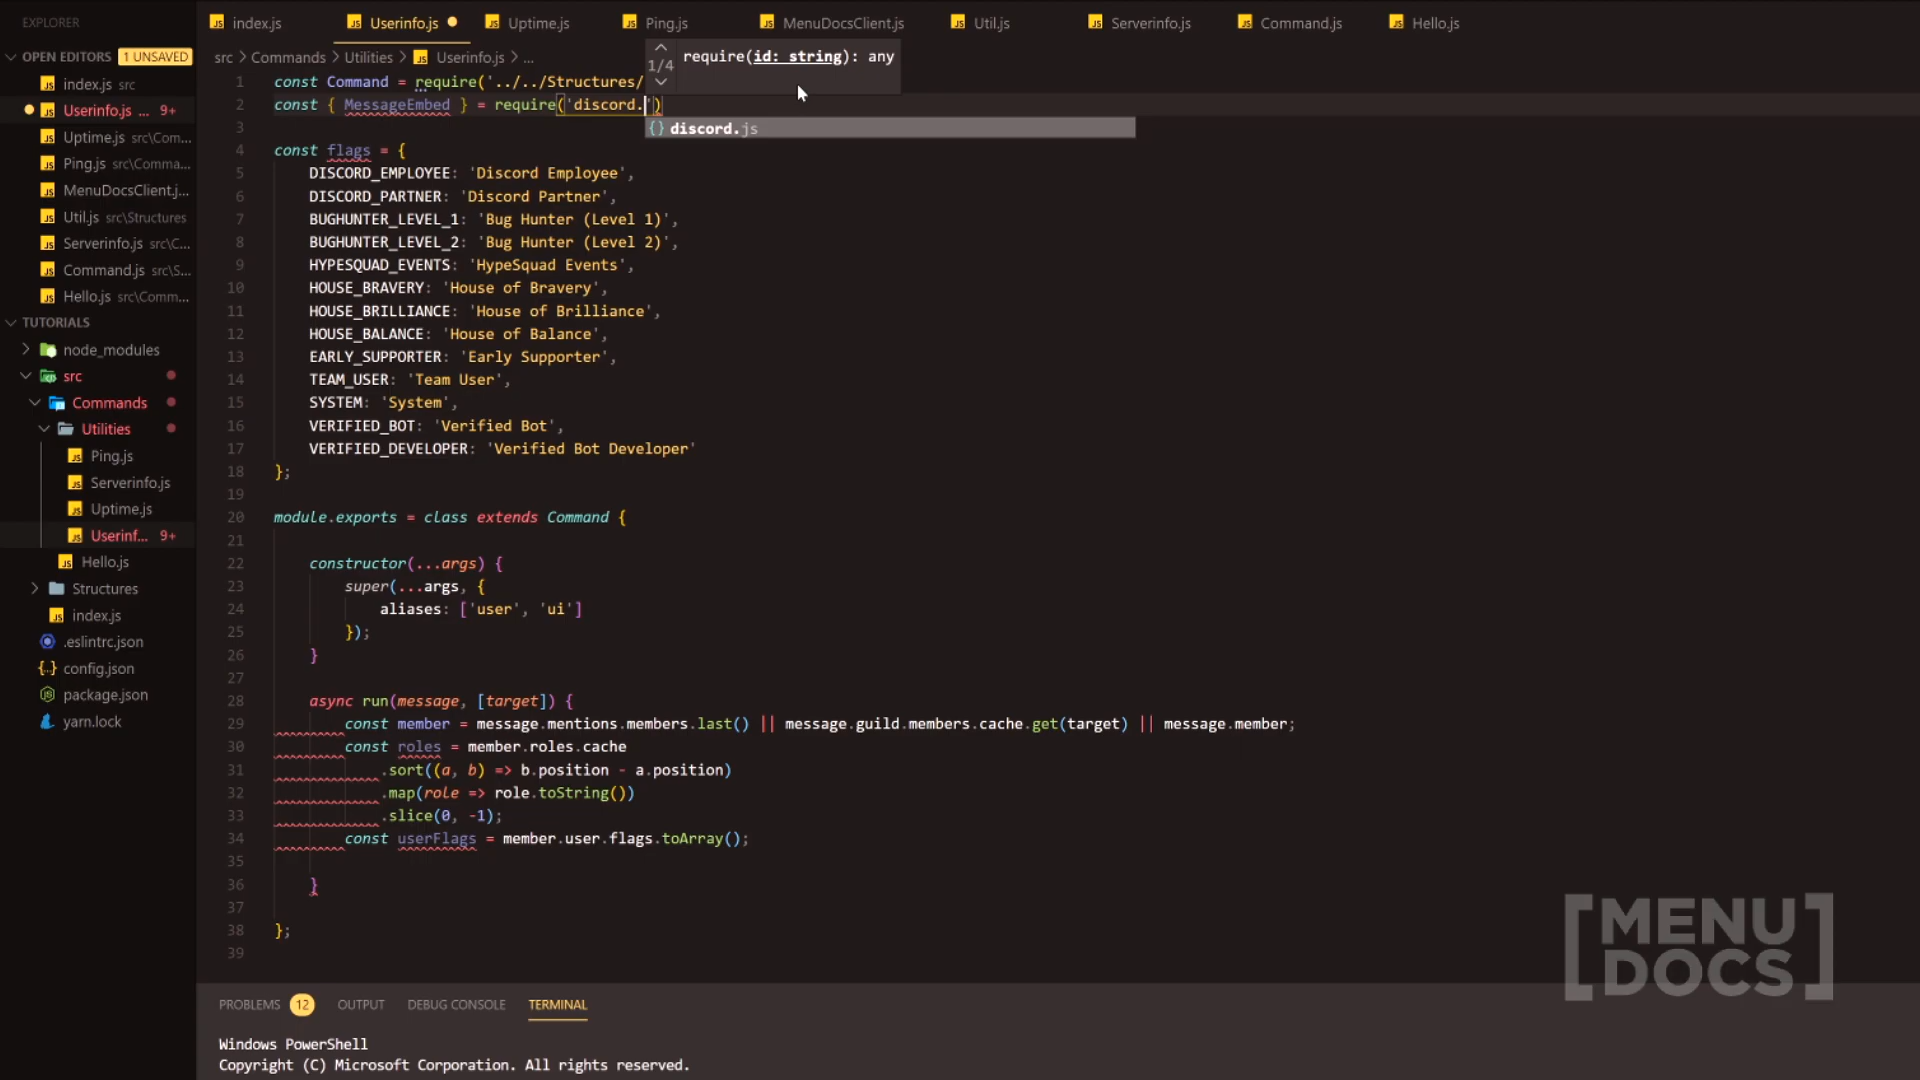 EXPLORER
OPEN EDITORS 1 UNSAVED
index.js src
Userinfo.js ... 9+
Uptime.js src\Com...
Ping.js src\Comma...
MenuDocsClient.j...
Util.js src\Structures
Serverinfo.js src\C...
Command.js src\S...
Hello.js src\Comm...
TUTORIALS
node_modules
src
Commands
Utilities
Ping.js
Serverinfo.js
Uptime.js
Userinf... 9+
Hello.js
Structures
index.js
.eslintrc.json
config.json
package.json
yarn.lock
index.js Userinfo.js Uptime.js Ping.js MenuDocsClient.js Util.js Serverinfo.js Command.js Hello.js
src > Commands > Utilities > Userinfo.js > ...
1/4 require(id: string): any
1 const Command = require('../../Structures/
2 const { MessageEmbed } = require('discord.')
{} discord.js
3
4 const flags = {
5 DISCORD_EMPLOYEE: 'Discord Employee',
6 DISCORD_PARTNER: 'Discord Partner',
7 BUGHUNTER_LEVEL_1: 'Bug Hunter (Level 1)',
8 BUGHUNTER_LEVEL_2: 'Bug Hunter (Level 2)',
9 HYPESQUAD_EVENTS: 'HypeSquad Events',
10 HOUSE_BRAVERY: 'House of Bravery',
11 HOUSE_BRILLIANCE: 'House of Brilliance',
12 HOUSE_BALANCE: 'House of Balance',
13 EARLY_SUPPORTER: 'Early Supporter',
14 TEAM_USER: 'Team User',
15 SYSTEM: 'System',
16 VERIFIED_BOT: 'Verified Bot',
17 VERIFIED_DEVELOPER: 'Verified Bot Developer'
18 };
19
20 module.exports = class extends Command {
21
22 constructor(...args) {
23 super(...args, {
24 aliases: ['user', 'ui']
25 });
26 }
27
28 async run(message, [target]) {
29 const member = message.mentions.members.last() || message.guild.members.cache.get(target) || message.member;
30 const roles = member.roles.cache
31 .sort((a, b) => b.position - a.position)
32 .map(role => role.toString())
33 .slice(0, -1);
34 const userFlags = member.user.flags.toArray();
35
36 }
37
38 };
39
[MENU DOCS]
PROBLEMS 12 OUTPUT DEBUG CONSOLE TERMINAL
Windows PowerShell
Copyright (C) Microsoft Corporation. All rights reserved.